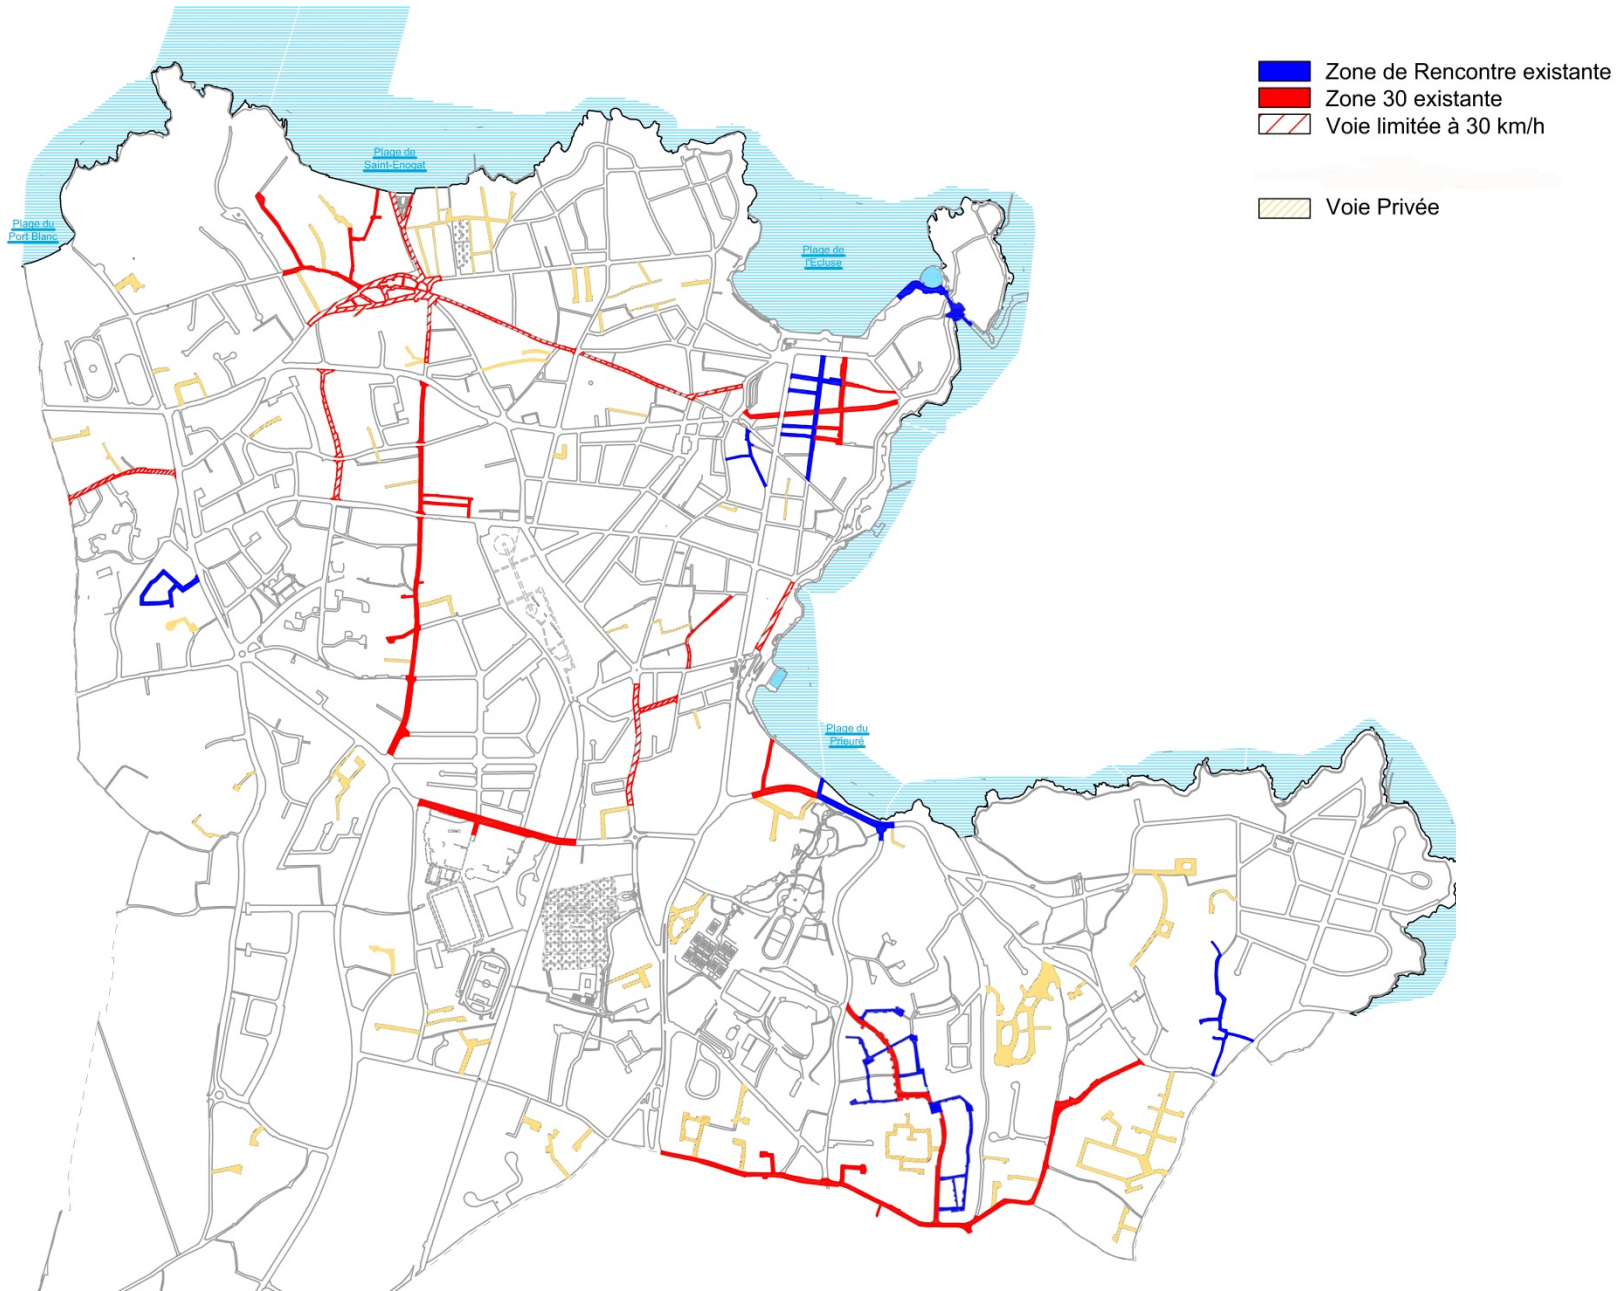 Zone de Rencontre existante
Zone 30 existante
Voie limitée à 30 km/h
Voie Privée
Plage de
Saint-Enogat
Plage du
Port Blanc
Plage de
l'Ecluse
Plage du
Prieuré
COSEC